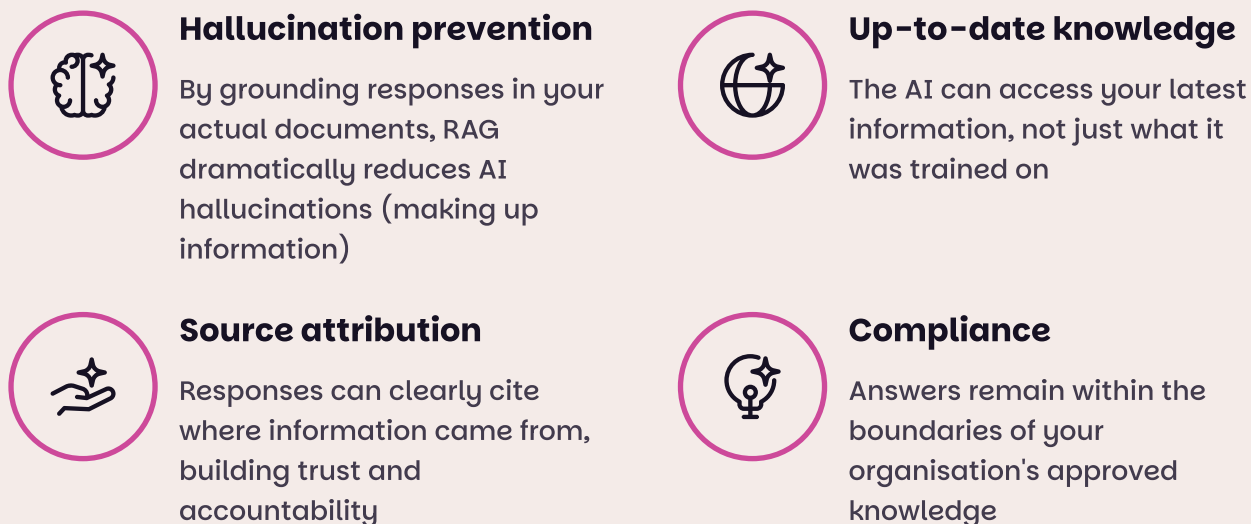 Hallucination prevention
By grounding responses in your
actual documents, RAG
dramatically reduces AI
hallucinations (making up
information)
Up-to-date knowledge
The AI can access your latest
information, not just what it
was trained on
Source attribution
Responses can clearly cite
where information came from,
building trust and
accountability
Compliance
Answers remain within the
boundaries of your
organisation's approved
knowledge